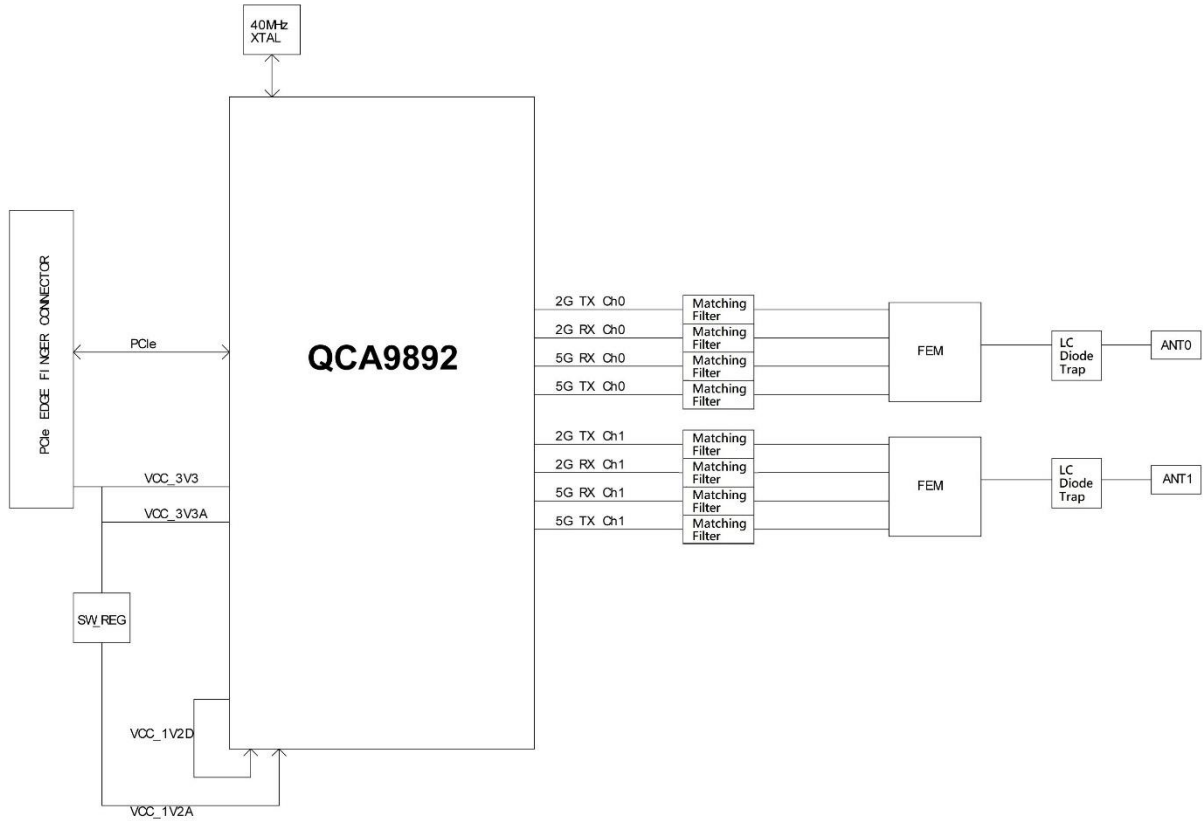 40MHz
XTAL
PCIe EDGE FINGER CONNECTOR
PCIe
QCA9892
2G TX Ch0
Matching
Filter
2G RX Ch0
Matching
Filter
5G RX Ch0
Matching
Filter
5G TX Ch0
Matching
Filter
FEM
LC
Diode
Trap
ANT0
2G TX Ch1
Matching
Filter
2G RX Ch1
Matching
Filter
5G RX Ch1
Matching
Filter
5G TX Ch1
Matching
Filter
FEM
LC
Diode
Trap
ANT1
VCC_3V3
VCC_3V3A
SW_REG
VCC_1V2D
VCC_1V2A